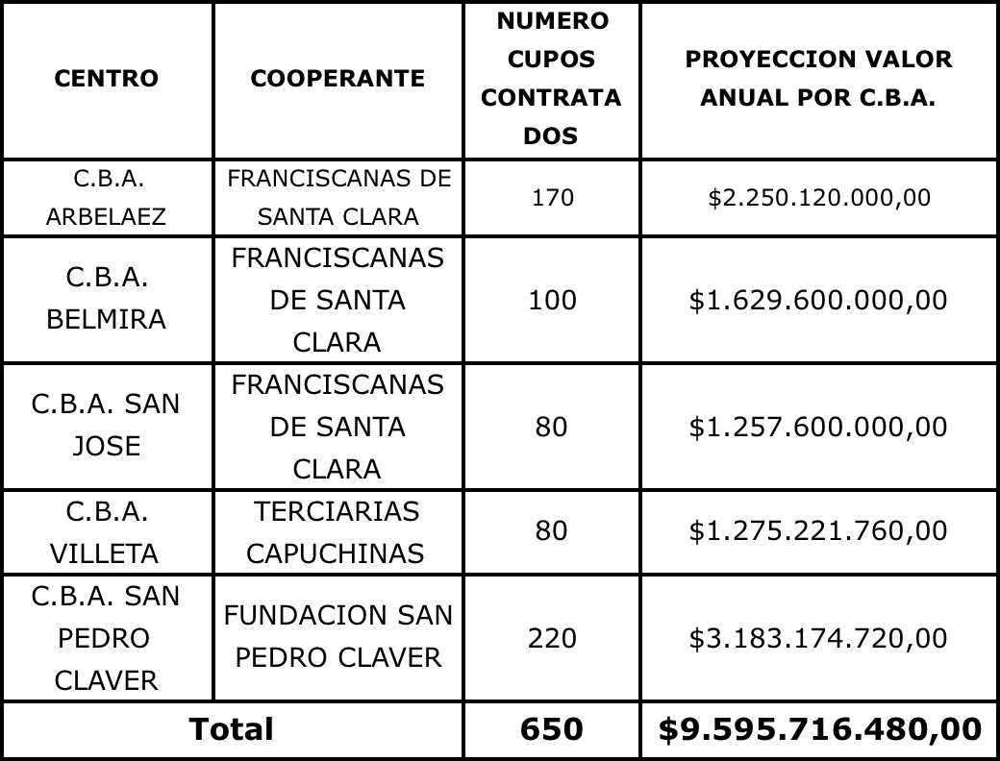 CENTRO
COOPERANTE
NUMERO
CUPOS
CONTRATA
DOS
PROYECCION VALOR
ANUAL POR C.B.A.
C.B.A.
ARBELAEZ
FRANCISCANAS DE
SANTA CLARA
170
$2.250.120.000,00
C.B.A.
BELMIRA
FRANCISCANAS
DE SANTA
CLARA
100
$1.629.600.000,00
C.B.A. SAN
JOSE
FRANCISCANAS
DE SANTA
CLARA
80
$1.257.600.000,00
C.B.A.
VILLETA
TERCIARIAS
CAPUCHINAS
80
$1.275.221.760,00
C.B.A. SAN
PEDRO
CLAVER
FUNDACION SAN
PEDRO CLAVER
220
$3.183.174.720,00
Total
650
$9.595.716.480,00